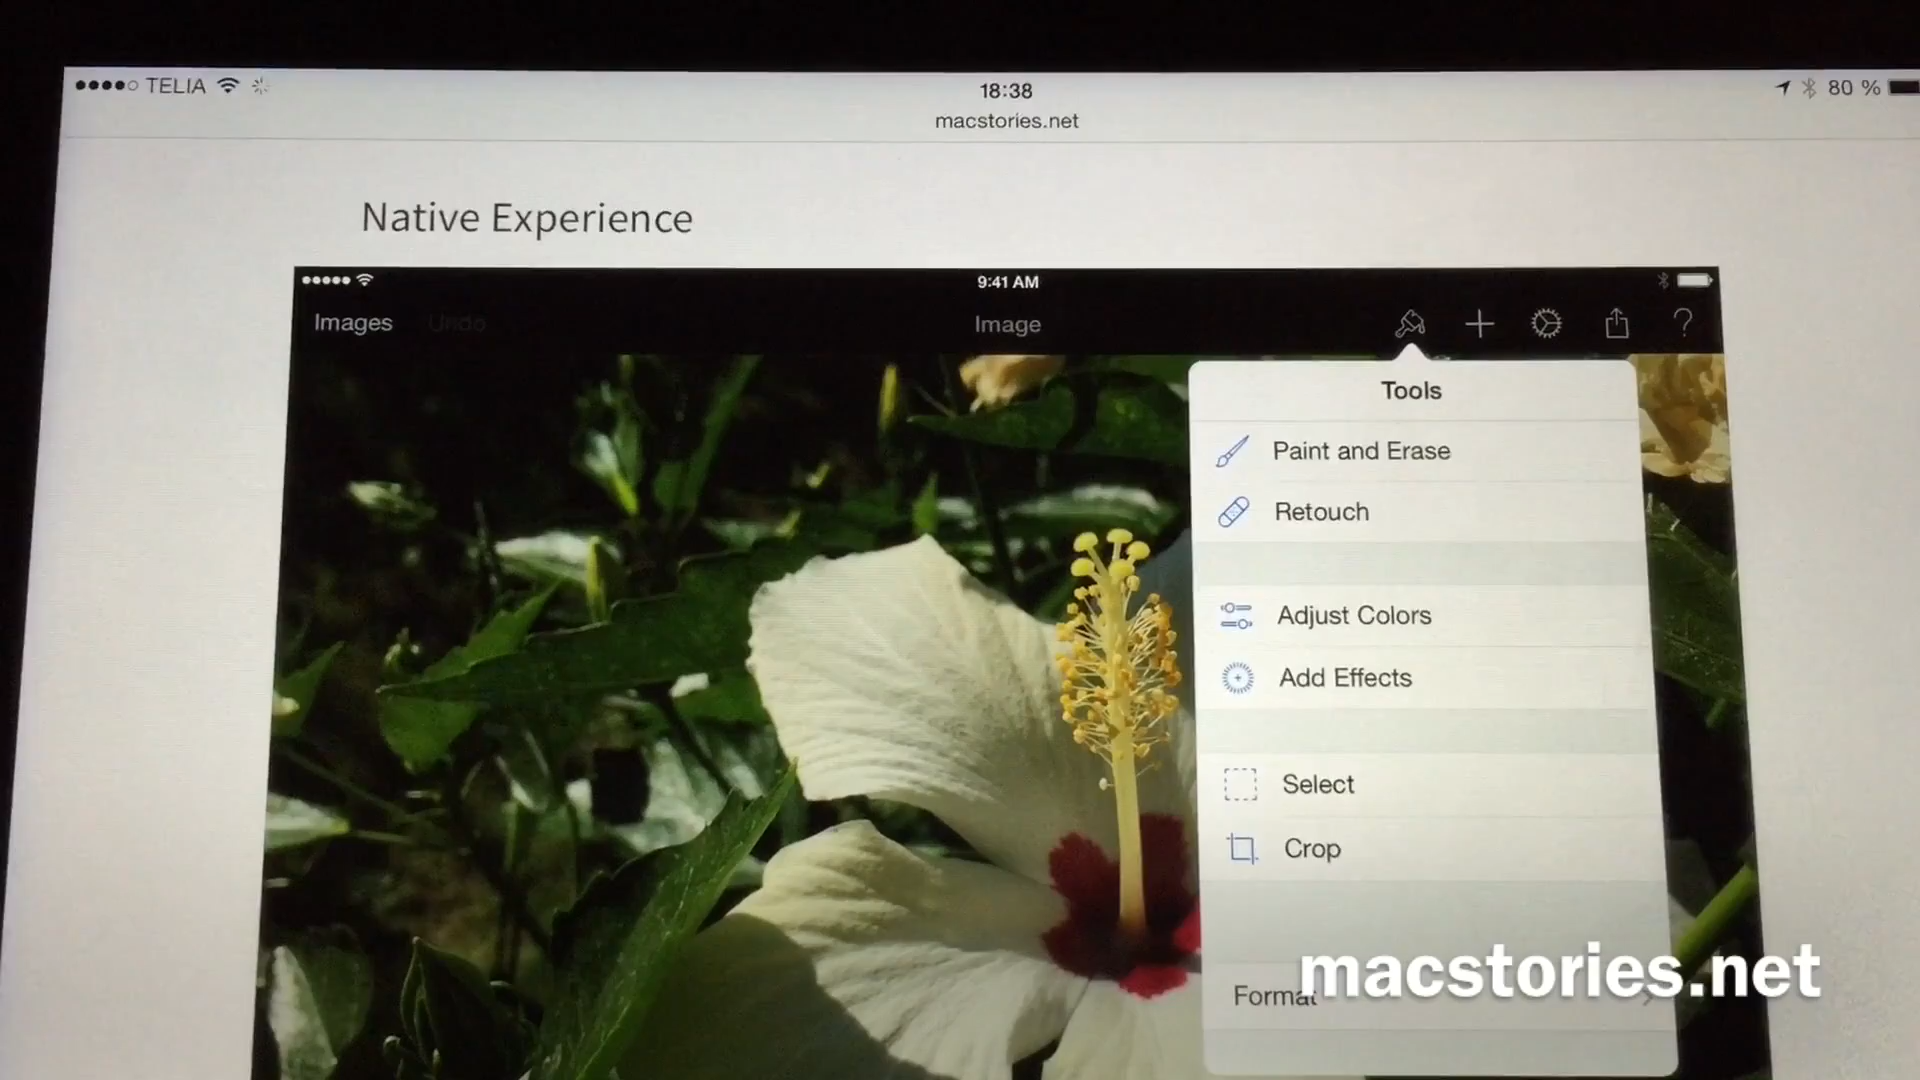 TELIA
18:38
80 %
macstories.net
Native Experience
9:41 AM
Images Undo
Image
?
Tools
Paint and Erase
Retouch
Adjust Colors
Add Effects
Select
Crop
Format
macstories.net